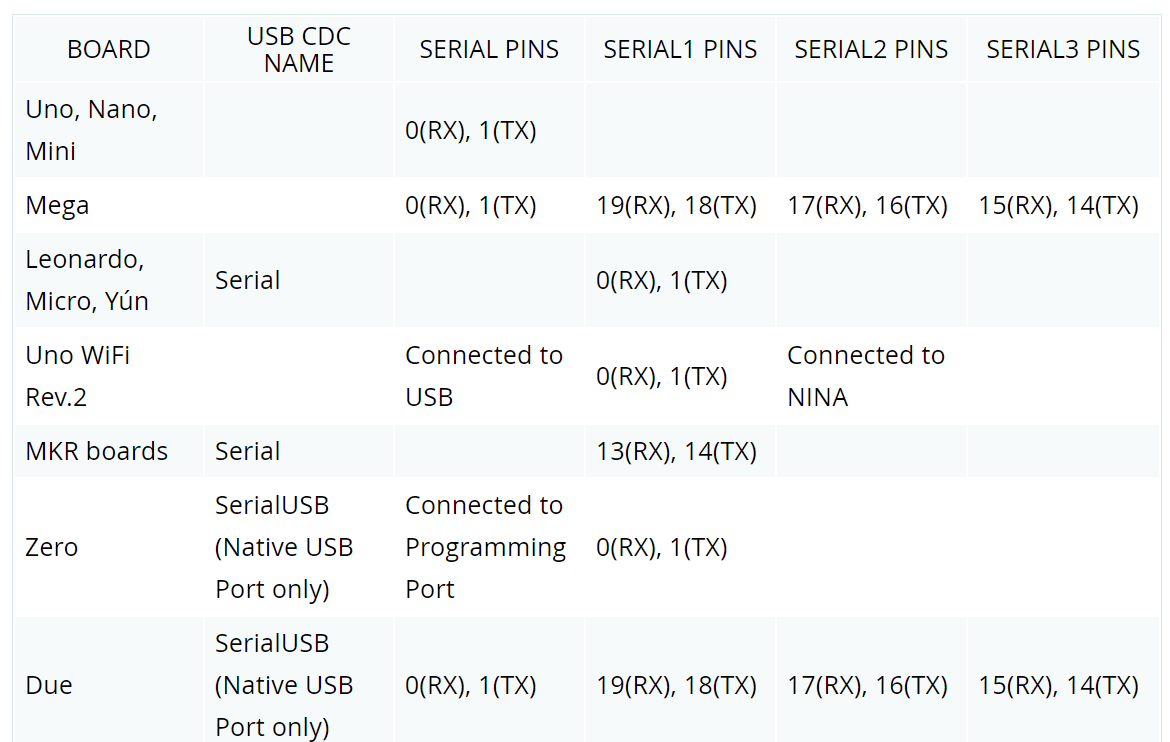 BOARD
USB CDC
NAME
SERIAL PINS
SERIAL1 PINS
SERIAL2 PINS
SERIAL3 PINS
Uno, Nano,
Mini
0(RX), 1(TX)
Mega
0(RX), 1(TX)
19(RX), 18(TX)
17(RX), 16(TX)
15(RX), 14(TX)
Leonardo,
Micro, Yún
Serial
0(RX), 1(TX)
Uno WiFi
Rev.2
Connected to
USB
0(RX), 1(TX)
Connected to
NINA
MKR boards
Serial
13(RX), 14(TX)
Zero
SerialUSB
(Native USB
Port only)
Connected to
Programming
Port
0(RX), 1(TX)
Due
SerialUSB
(Native USB
Port only)
0(RX), 1(TX)
19(RX), 18(TX)
17(RX), 16(TX)
15(RX), 14(TX)